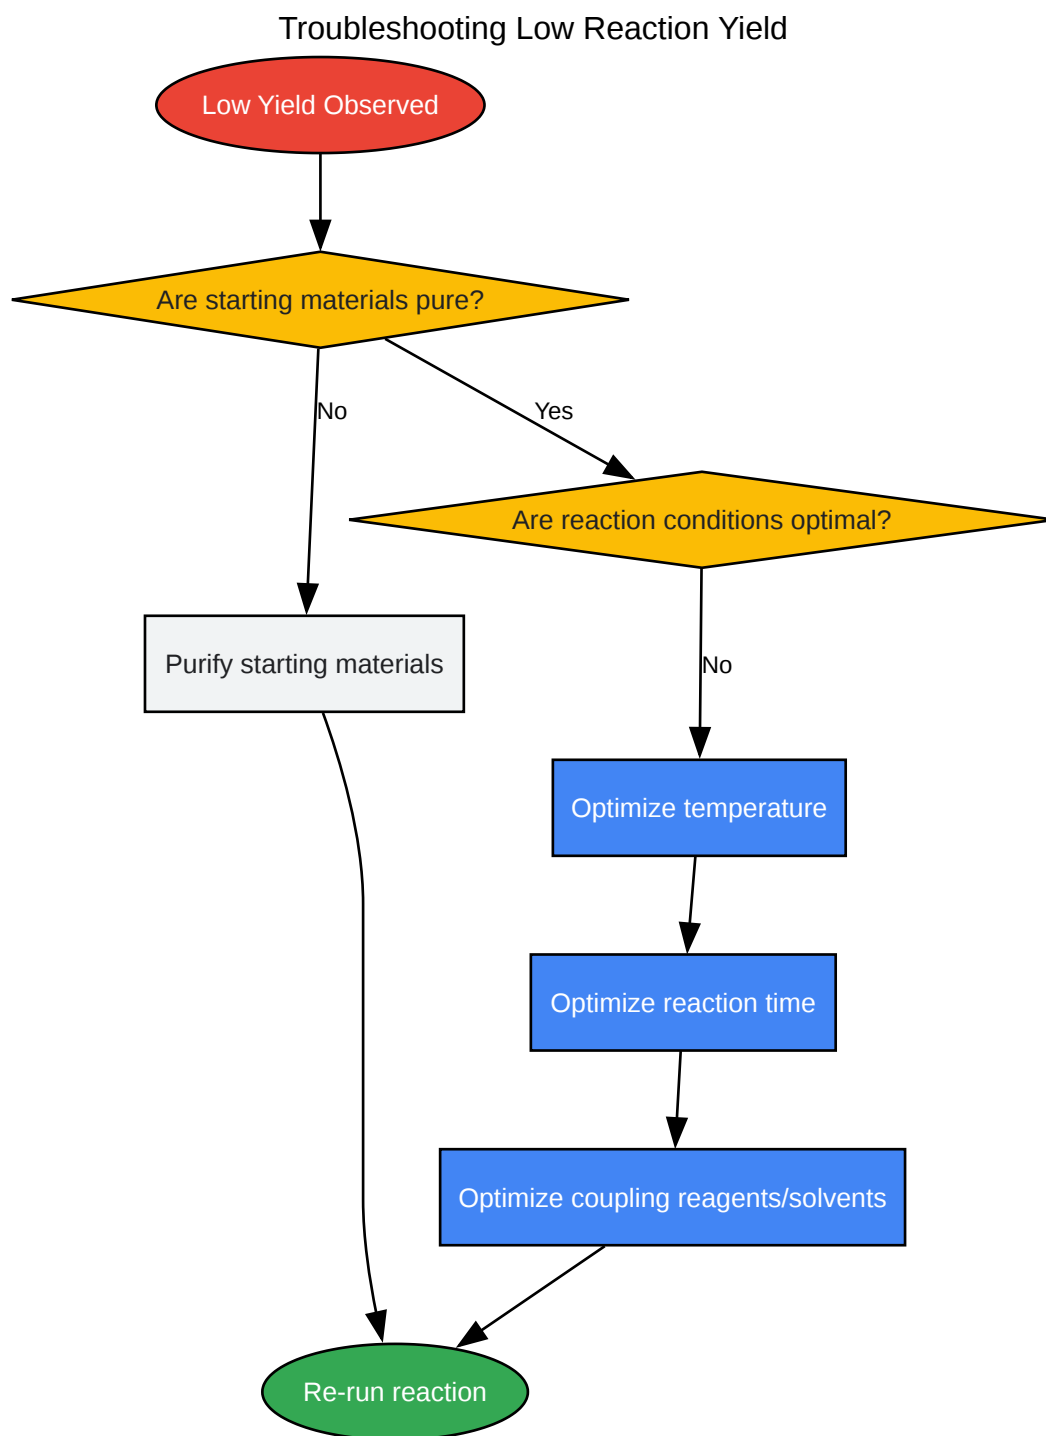 Troubleshooting Low Reaction Yield
Low Yield Observed
Are starting materials pure?
No
Yes
Are reaction conditions optimal?
Purify starting materials
No
Optimize temperature
Optimize reaction time
Optimize coupling reagents/solvents
Re-run reaction